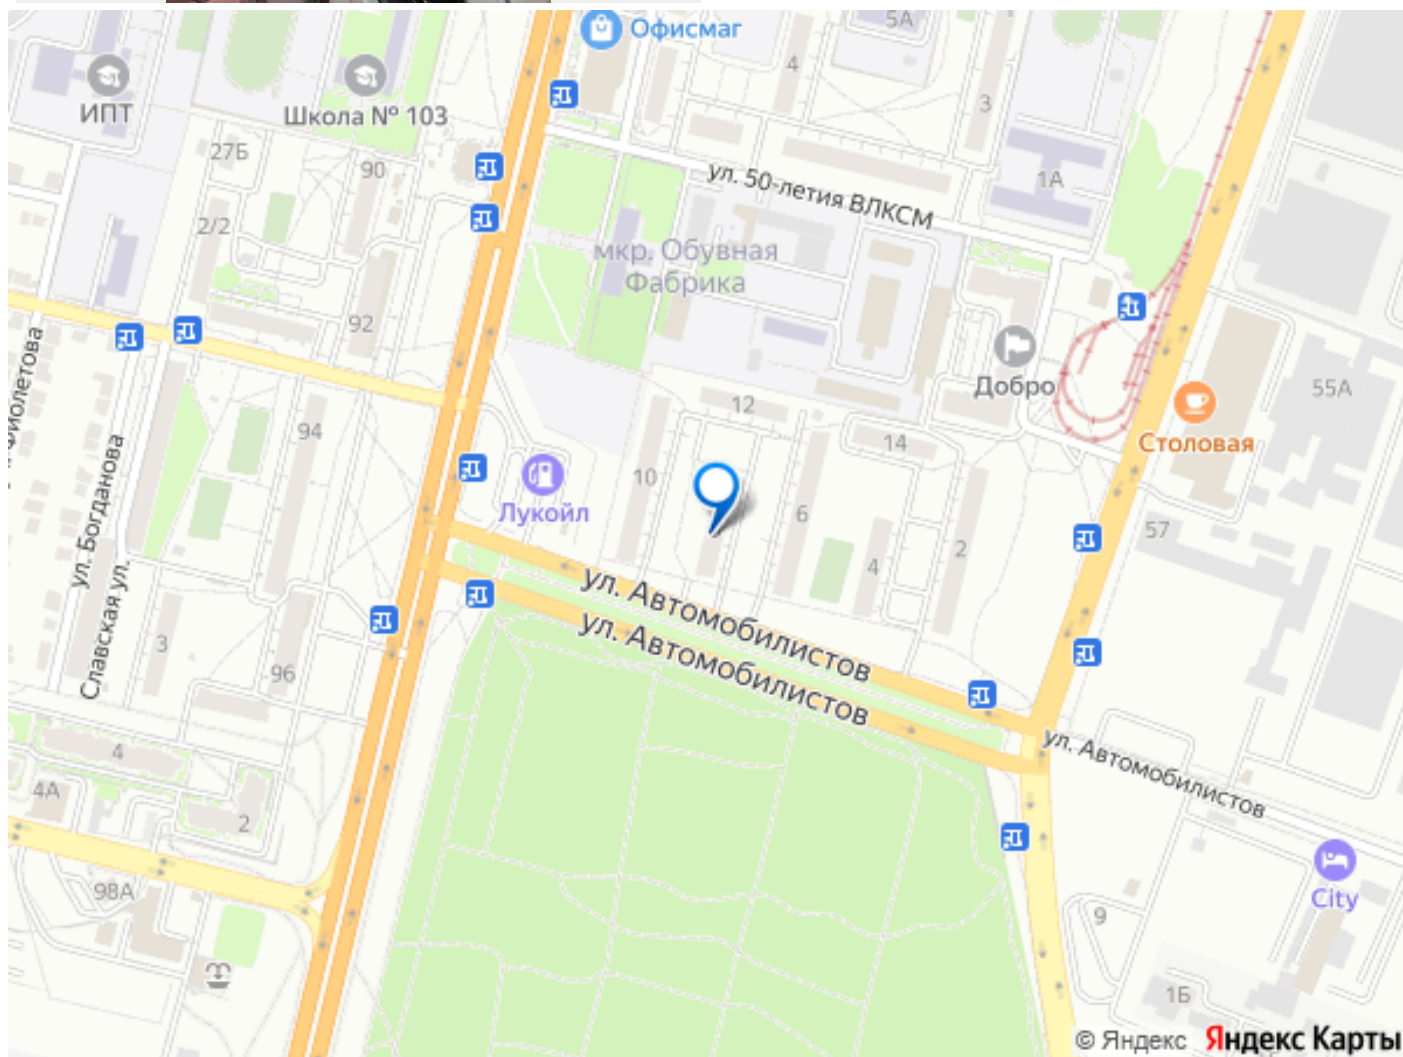 Офисмаг
5А
ИПТ
Школа № 103
4
3
27Б
90
ул. 50-летия ВЛКСМ
1А
2/2
мкр. Обувная
Фабрика
92
Добро
55А
Столовая
12
14
94
10
Лукойл
6
57
4
2
ул. Богданова
Славская ул.
ул. Автомобилистов
ул. Автомобилистов
3
96
ул. Автомобилистов
4
4А
2
98А
City
9
1Б
© Яндекс Яндекс Карты